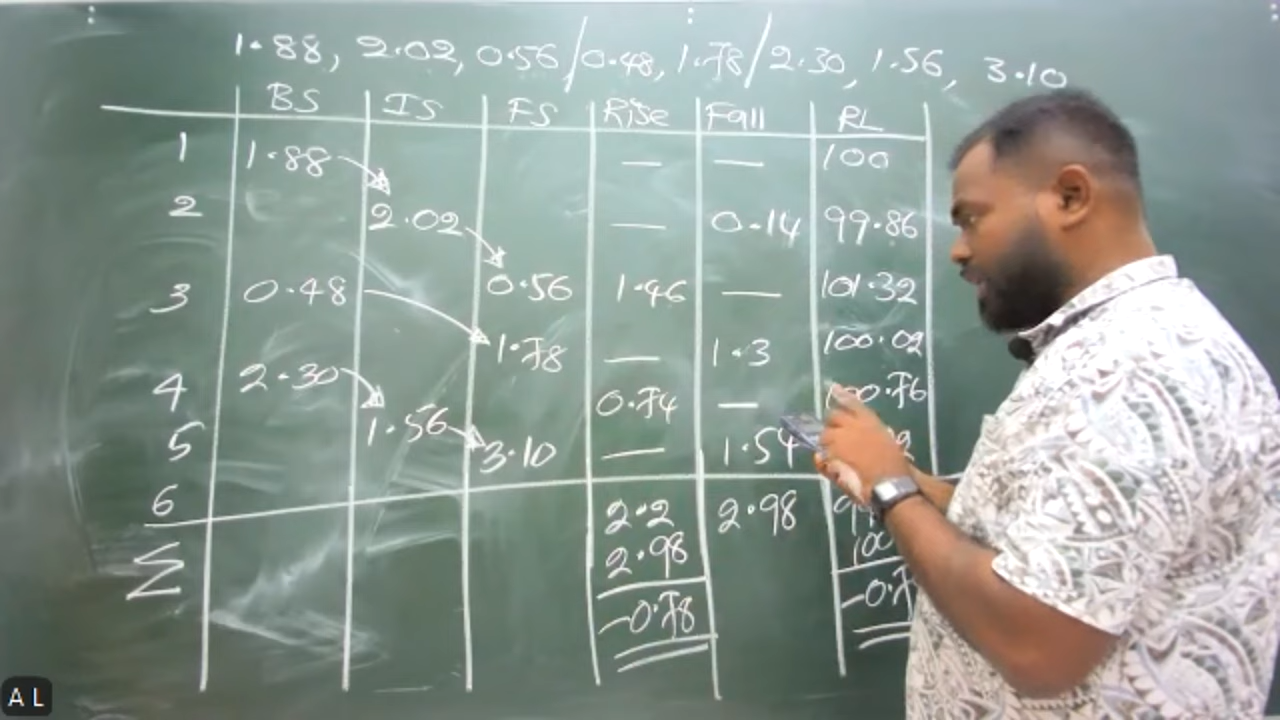 1.88, 2.02, 0.56/0.48, 1.78/2.30, 1.56, 3.10
BS IS FS Rise Fall RL
1 1.88 — — 100
2 2.02 — 0.14 99.86
3 0.48 0.56 1.46 — 101.32
4 2.30 1.78 — 1.3 100.02
5 1.56 0.74 — 100.76
6 3.10 — 1.54
Σ 2.2 2.98
2.98 100
-0.78 -0.7
A L